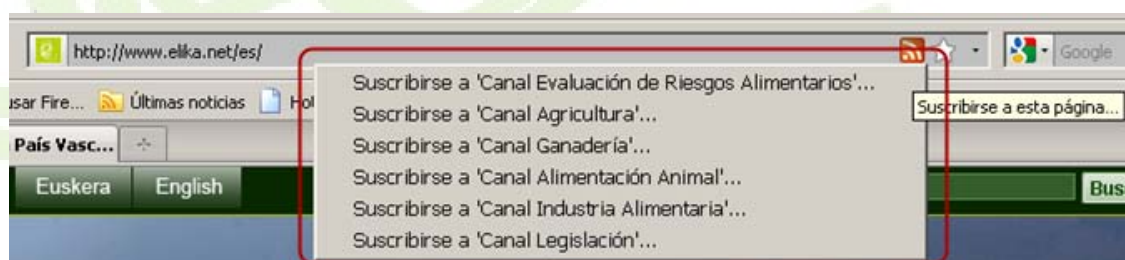 http://www.elika.net/es/
Google
Suscribirse a 'Canal Evaluación de Riesgos Alimentarios'...
Fire... Últimas noticias
Suscribirse a esta página...
Suscribirse a 'Canal Agricultura'...
País Vasc...
Suscribirse a 'Canal Ganadería'...
Euskera English
Suscribirse a 'Canal Alimentación Animal'...
Bus
Suscribirse a 'Canal Industria Alimentaria'...
Suscribirse a 'Canal Legislación'...